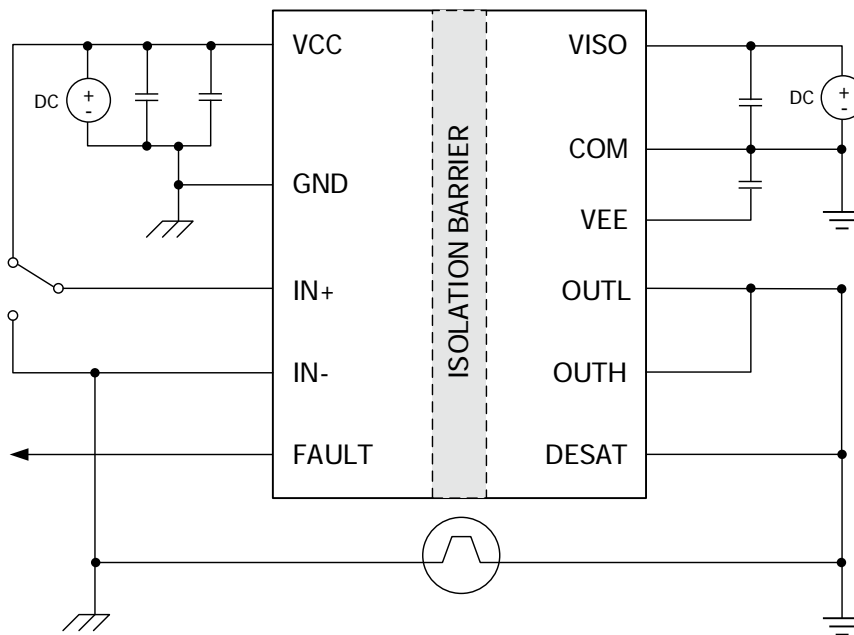 VCC
VISO
DC
+
-
DC
+
-
COM
GND
VEE
ISOLATION BARRIER
IN+
OUTL
IN-
OUTH
FAULT
DESAT